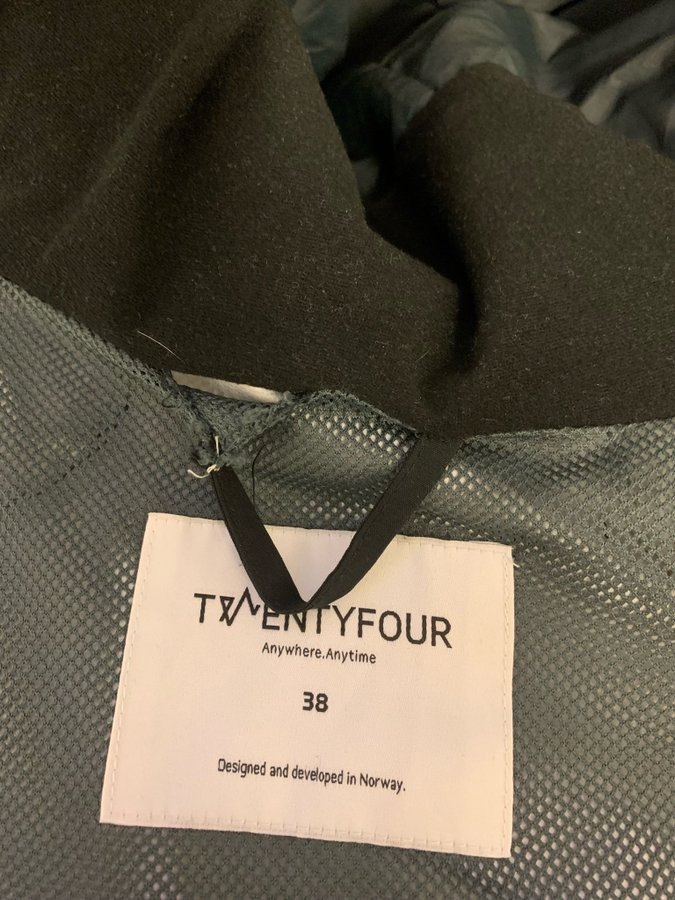 TWENTYFOUR
Anywhere.Anytime
38
Designed and developed in Norway.